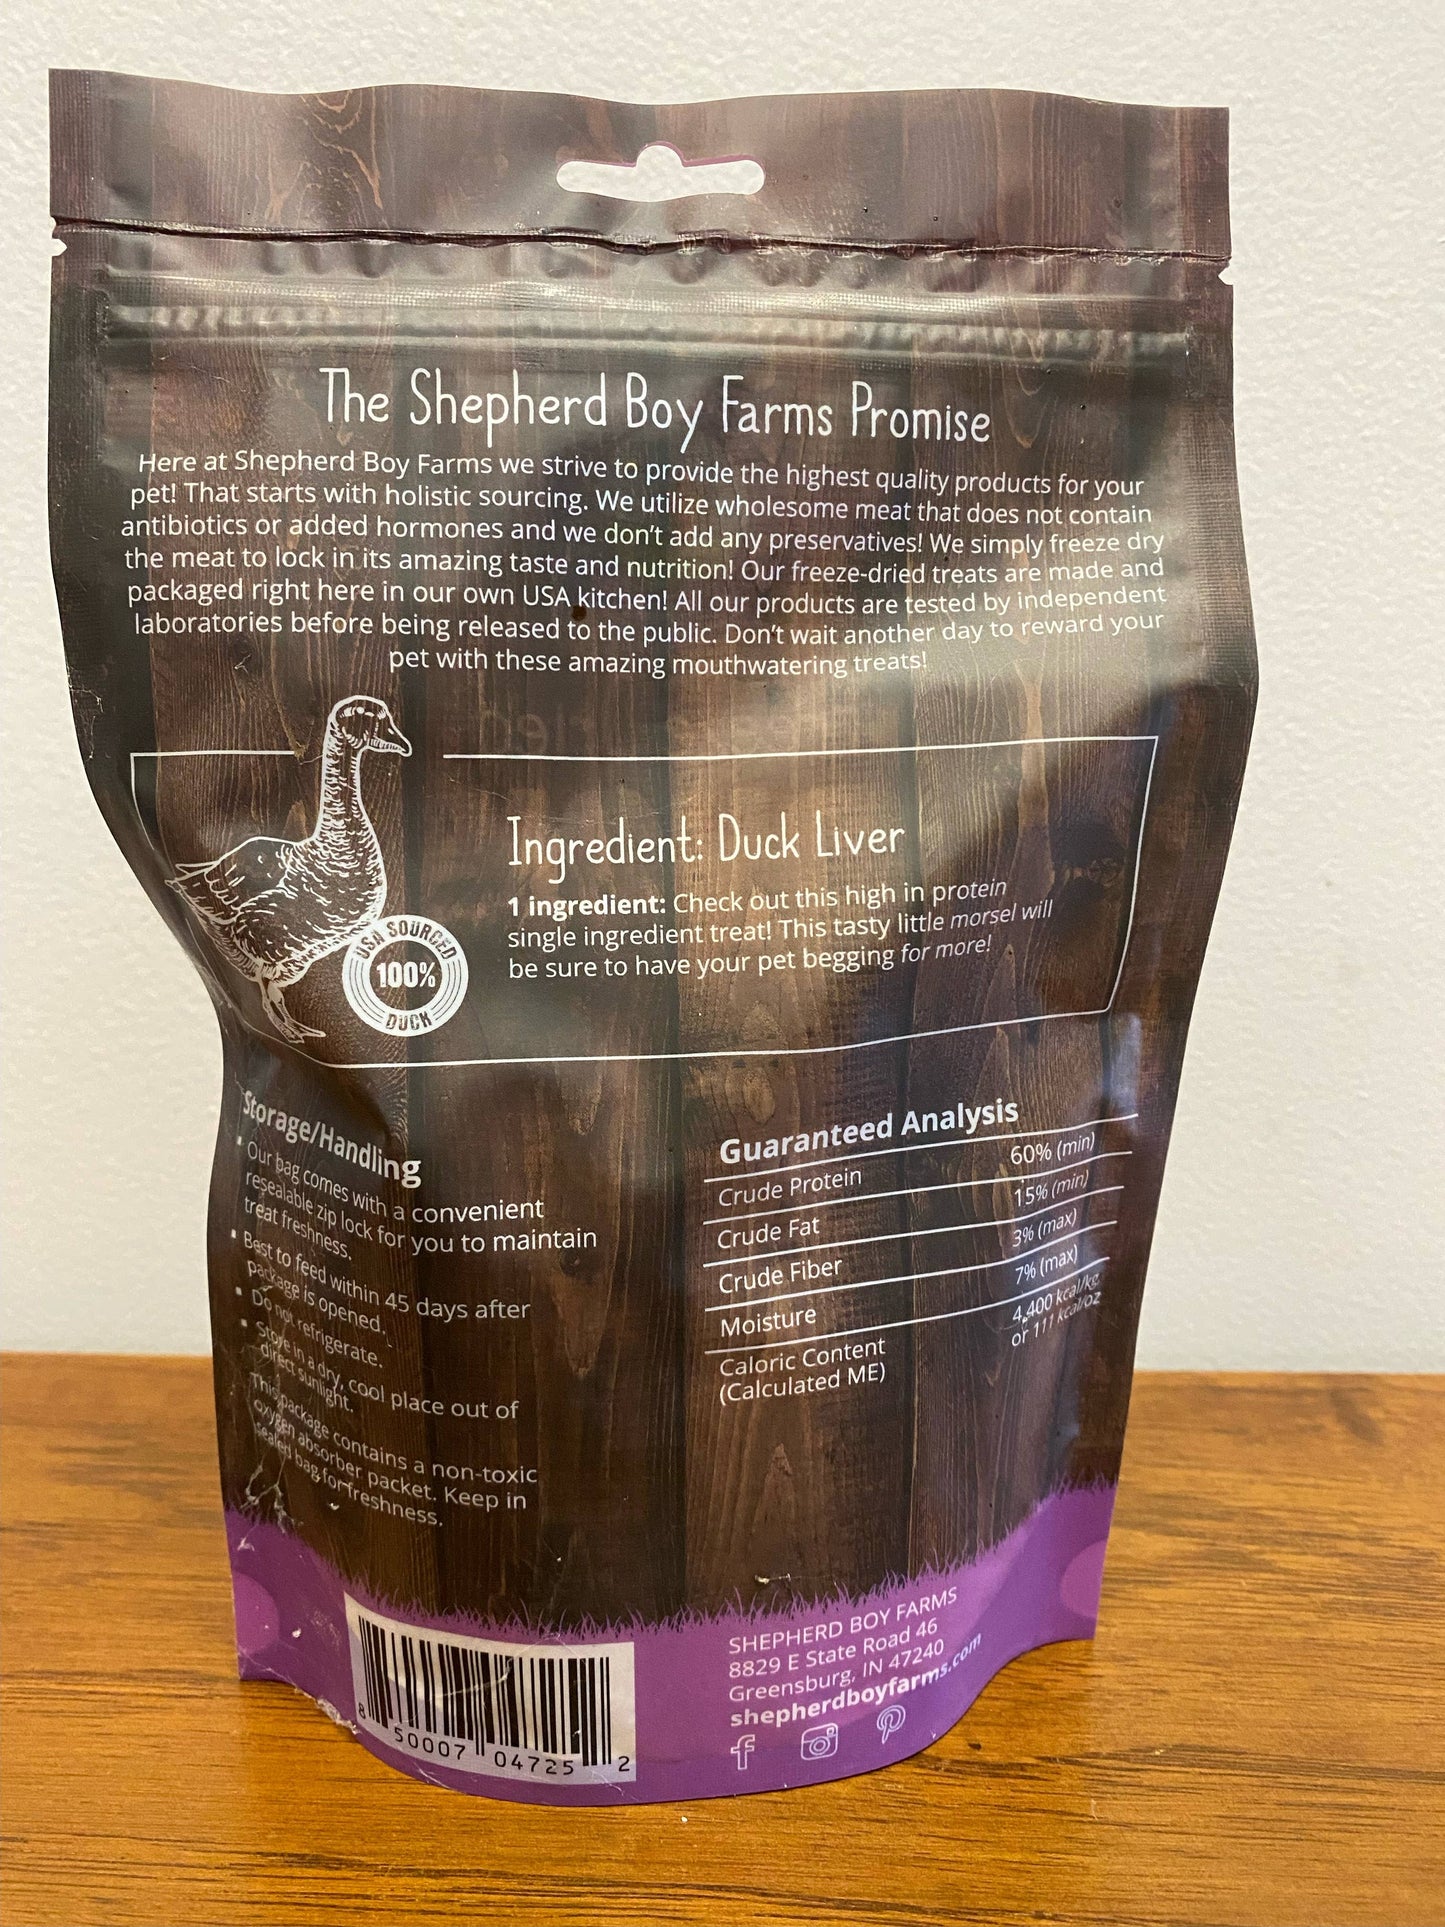 The Shepherd Boy Farms Promise
Here at Shepherd Boy Farms we strive to provide the highest quality products for your
pet! That starts with holistic sourcing. We utilize wholesome meat that does not contain
antibiotics or added hormones and we don't add any preservatives! We simply freeze dry
the meat to lock in its amazing taste and nutrition! Our freeze-dried treats are made and
packaged right here in our own USA kitchen! All our products are tested by independent
laboratories before being released to the public. Don't wait another day to reward your
pet with these amazing mouthwatering treats!
USA SOURCED
100%
DUCK
Ingredient: Duck Liver
1 ingredient: Check out this high in protein
single ingredient treat! This tasty little morsel will
be sure to have your pet begging for more!
Storage/Handling
▪ Our bag comes with a convenient
resealable zip lock for you to maintain
treat freshness.
▪ Best to feed within 45 days after
package is opened.
▪ Do not refrigerate.
▪ Store in a dry, cool place out of
direct sunlight.
This package contains a non-toxic
oxygen absorber packet. Keep in
sealed bag for freshness.
Guaranteed Analysis
Crude Protein 60% (min)
Crude Fat 15% (min)
Crude Fiber 3% (max)
Moisture 7% (max)
Caloric Content 4,400 kcal/kg
(Calculated ME) or 111 kcal/oz
8 50007 04725 2
SHEPHERD BOY FARMS
8829 E State Road 46
Greensburg, IN 47240
shepherdboyfarms.com